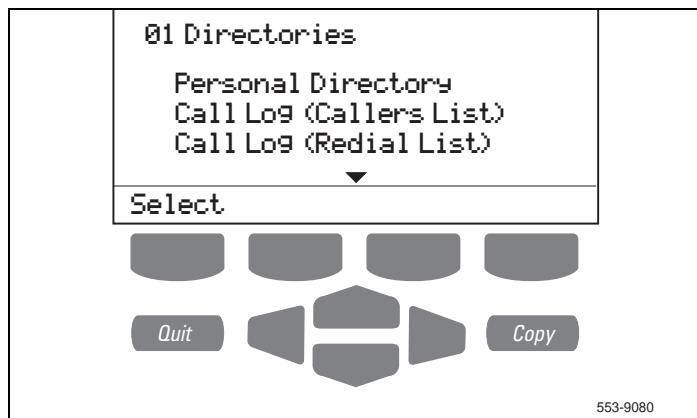 01 Directories
Personal Directory
Call Log (Callers List)
Call Log (Redial List)
Select
Quit
Copy
553-9080